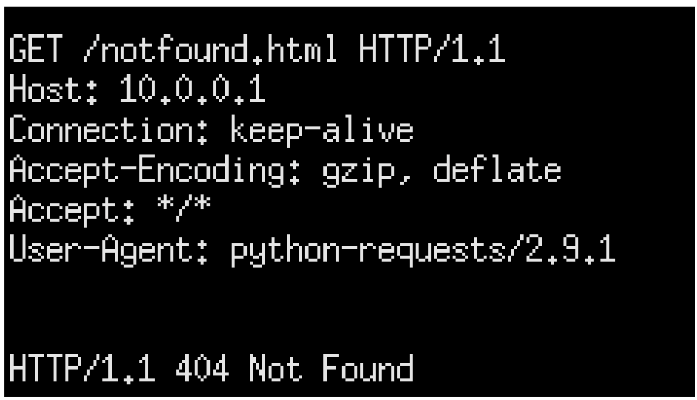 GET /notfound.html HTTP/1.1
Host: 10.0.0.1
Connection: keep-alive
Accept-Encoding: gzip, deflate
Accept: */*
User-Agent: python-requests/2.9.1
HTTP/1.1 404 Not Found